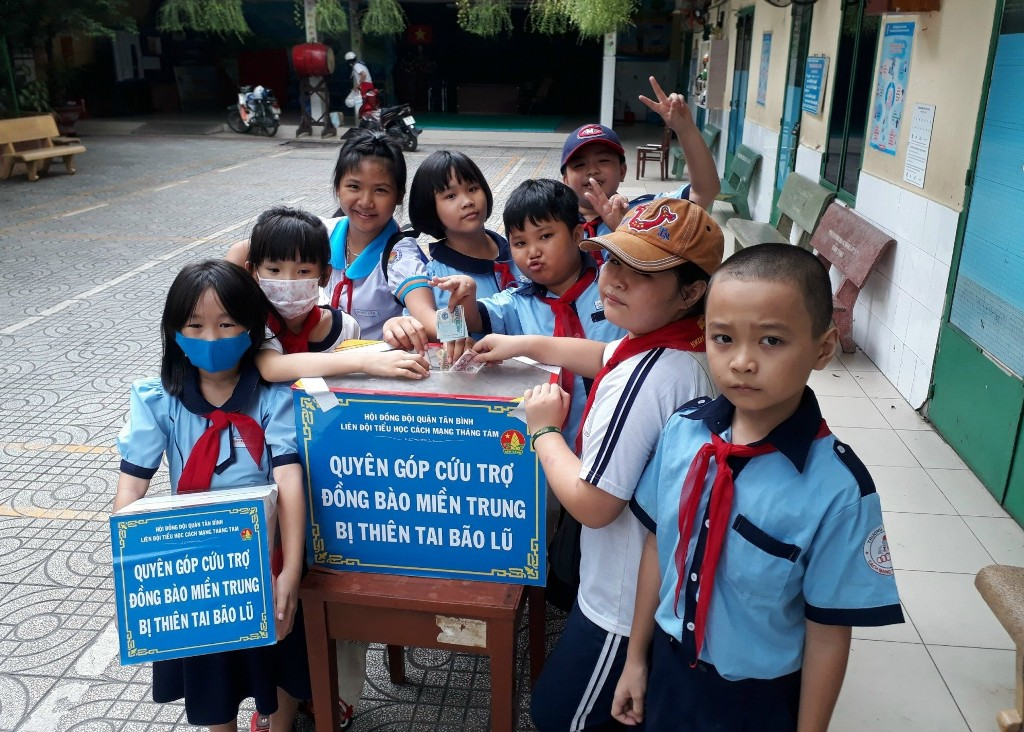 HỘI ĐỒNG ĐỘI QUẬN TÂN BÌNH
LIÊN ĐỘI TIỂU HỌC CÁCH MẠNG THÁNG TÁM
QUYÊN GÓP CỨU TRỢ
ĐỒNG BÀO MIỀN TRUNG
BỊ THIÊN TAI BÃO LŨ
HỘI ĐỒNG ĐỘI QUẬN TÂN BÌNH
LIÊN ĐỘI TIỂU HỌC CÁCH MẠNG THÁNG TÁM
QUYÊN GÓP CỨU TRỢ
ĐỒNG BÀO MIỀN TRUNG
BỊ THIÊN TAI BÃO LŨ